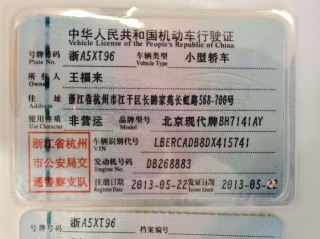 中华人民共和国机动车行驶证
Vehicle License of the People's Republic of China
号牌号码 浙A5XT96 车辆类型 小型轿车
Plate No. Vehicle Type
所有人 王福来
Owner
住址 浙江省杭州市江干区长睦家苑长虹路568-700号
Address
使用性质 非营运 品牌型号 北京现代牌BH7141AY
Use Character Model
浙江省杭州
市公安局交
通警察支队
车辆识别代号 LBERCADB8DX415741
VIN
发动机号码 DB268883
Engine No.
注册日期 2013-05-22 发证日期 2013-05-22
Register Date Issue Date
号牌号码 浙A5XT96 档案编号